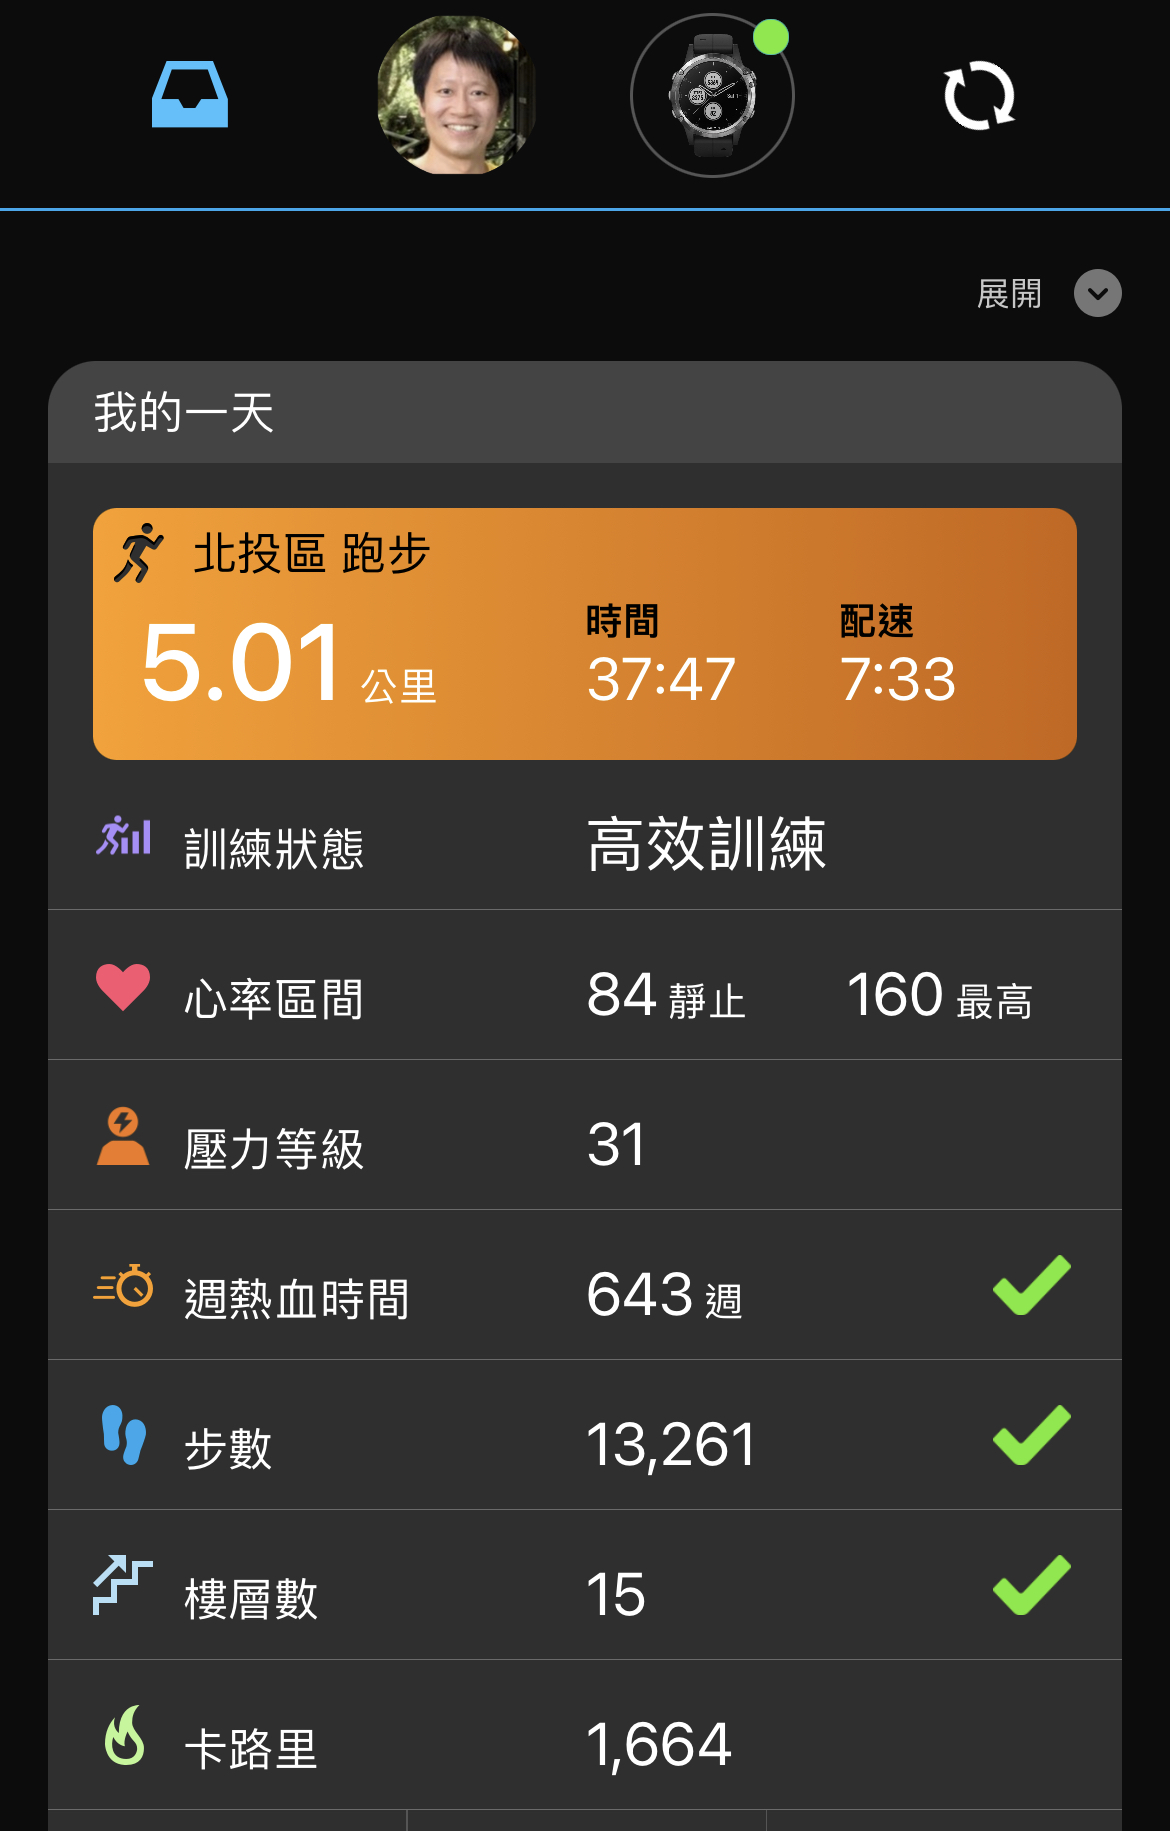 展開
我的一天
北投區 跑步
時間 配速
5.01 公里 37:47 7:33
訓練狀態 高效訓練
心率區間 84 靜止 160 最高
壓力等級 31
週熱血時間 643 週
步數 13,261
樓層數 15
卡路里 1,664